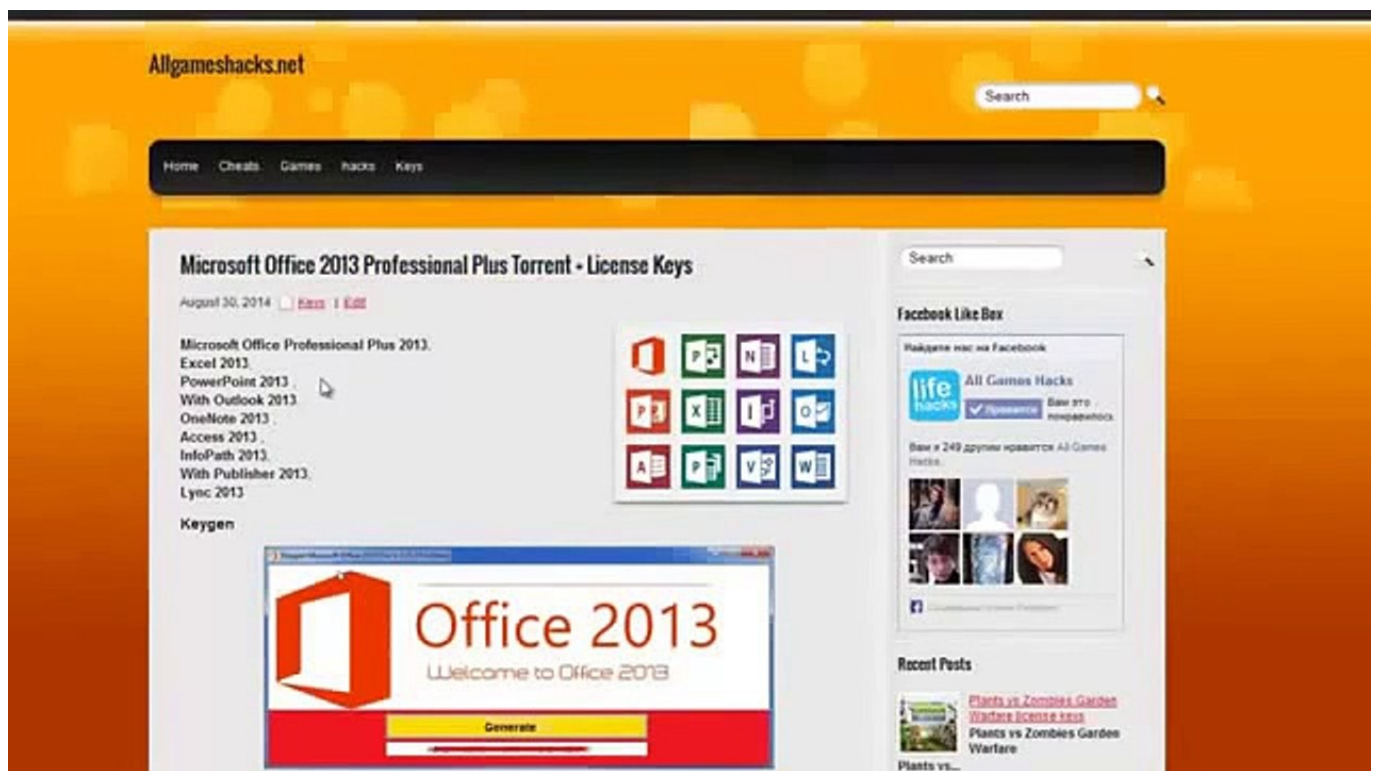 Allgameshacks.net
Search
Home Cheats Games hacks Keys
Microsoft Office 2013 Professional Plus Torrent + License Keys
August 30, 2014 Keys | Edit
Microsoft Office Professional Plus 2013,
Excel 2013,
PowerPoint 2013 ,
With Outlook 2013
OneNote 2013 ,
Access 2013 ,
InfoPath 2013,
With Publisher 2013,
Lync 2013
Keygen
Office 2013
Welcome to Office 2013
Generate
Search
Facebook Like Box
Найдите нас на Facebook
life
hacks
All Games Hacks
Нравится
Вам это
понравилось.
Вам и 249 другим нравится All Games
Hacks.
Recent Posts
Plants vs Zombies Garden
Warfare license keys
Plants vs Zombies Garden
Warfare
Plants vs...